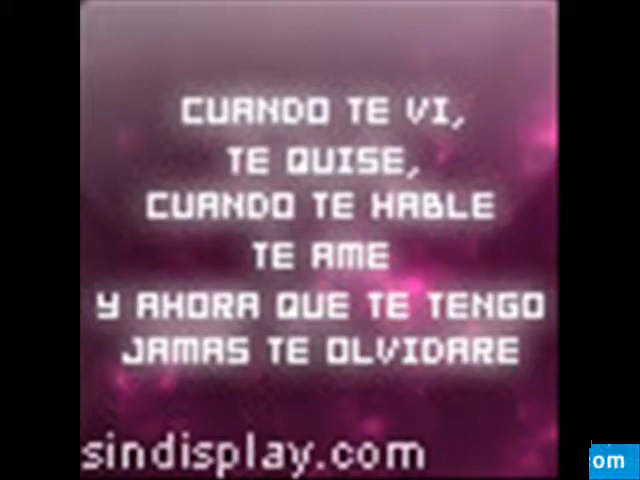 CUANDO TE VI,
TE QUISE,
CUANDO TE HABLE
TE AME
Y AHORA QUE TE TENGO
JAMAS TE OLVIDARE
sindisplay.com
om